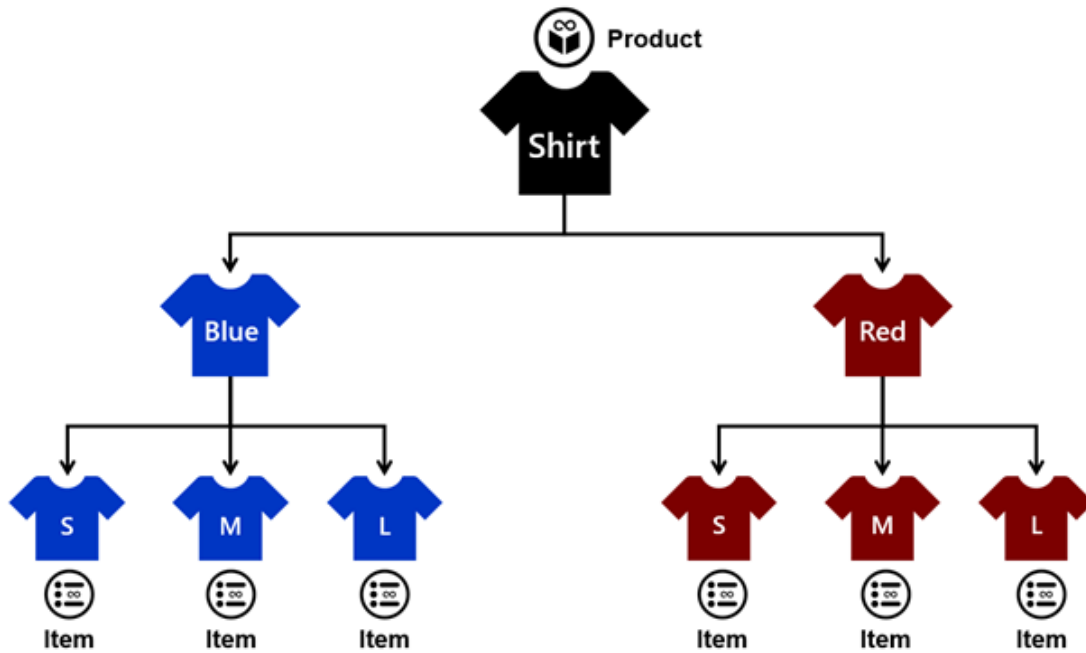 Product
Shirt
Blue
Red
S
M
L
S
M
L
Item
Item
Item
Item
Item
Item